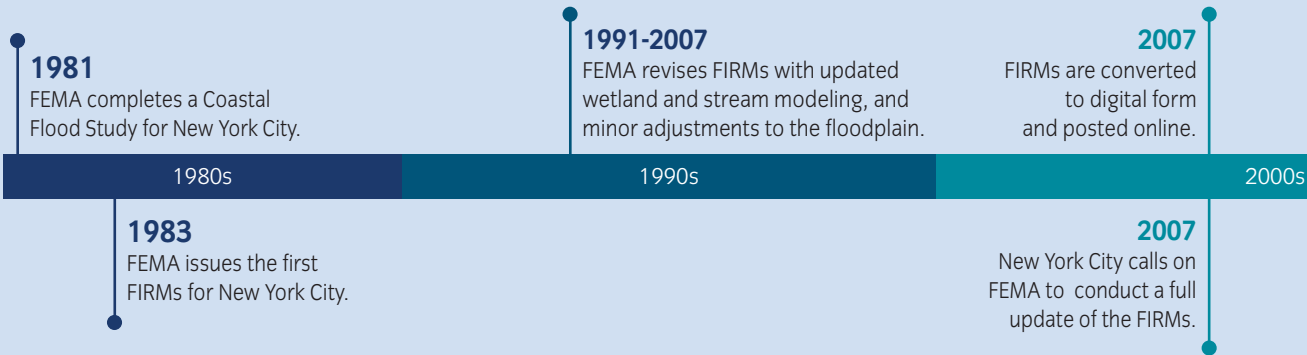 1981
FEMA completes a Coastal
Flood Study for New York City.
1991-2007
FEMA revises FIRMs with updated
wetland and stream modeling, and
minor adjustments to the floodplain.
2007
FIRMs are converted
to digital form
and posted online.
1980s
1990s
2000s
1983
FEMA issues the first
FIRMs for New York City.
2007
New York City calls on
FEMA to conduct a full
update of the FIRMs.